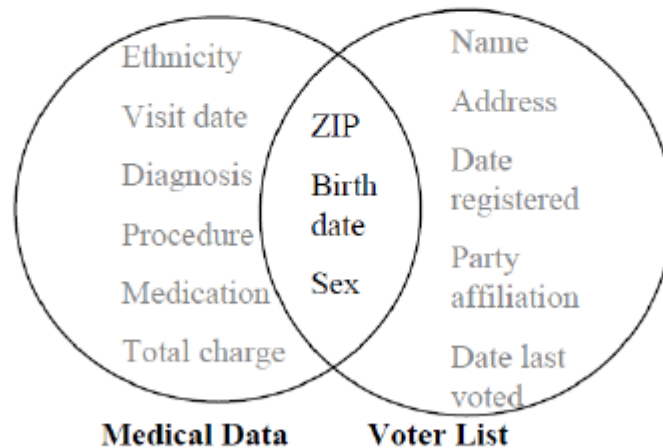 Ethnicity
Visit date
Diagnosis
Procedure
Medication
Total charge
ZIP
Birth
date
Sex
Name
Address
Date
registered
Party
affiliation
Date last
voted
Medical Data
Voter List